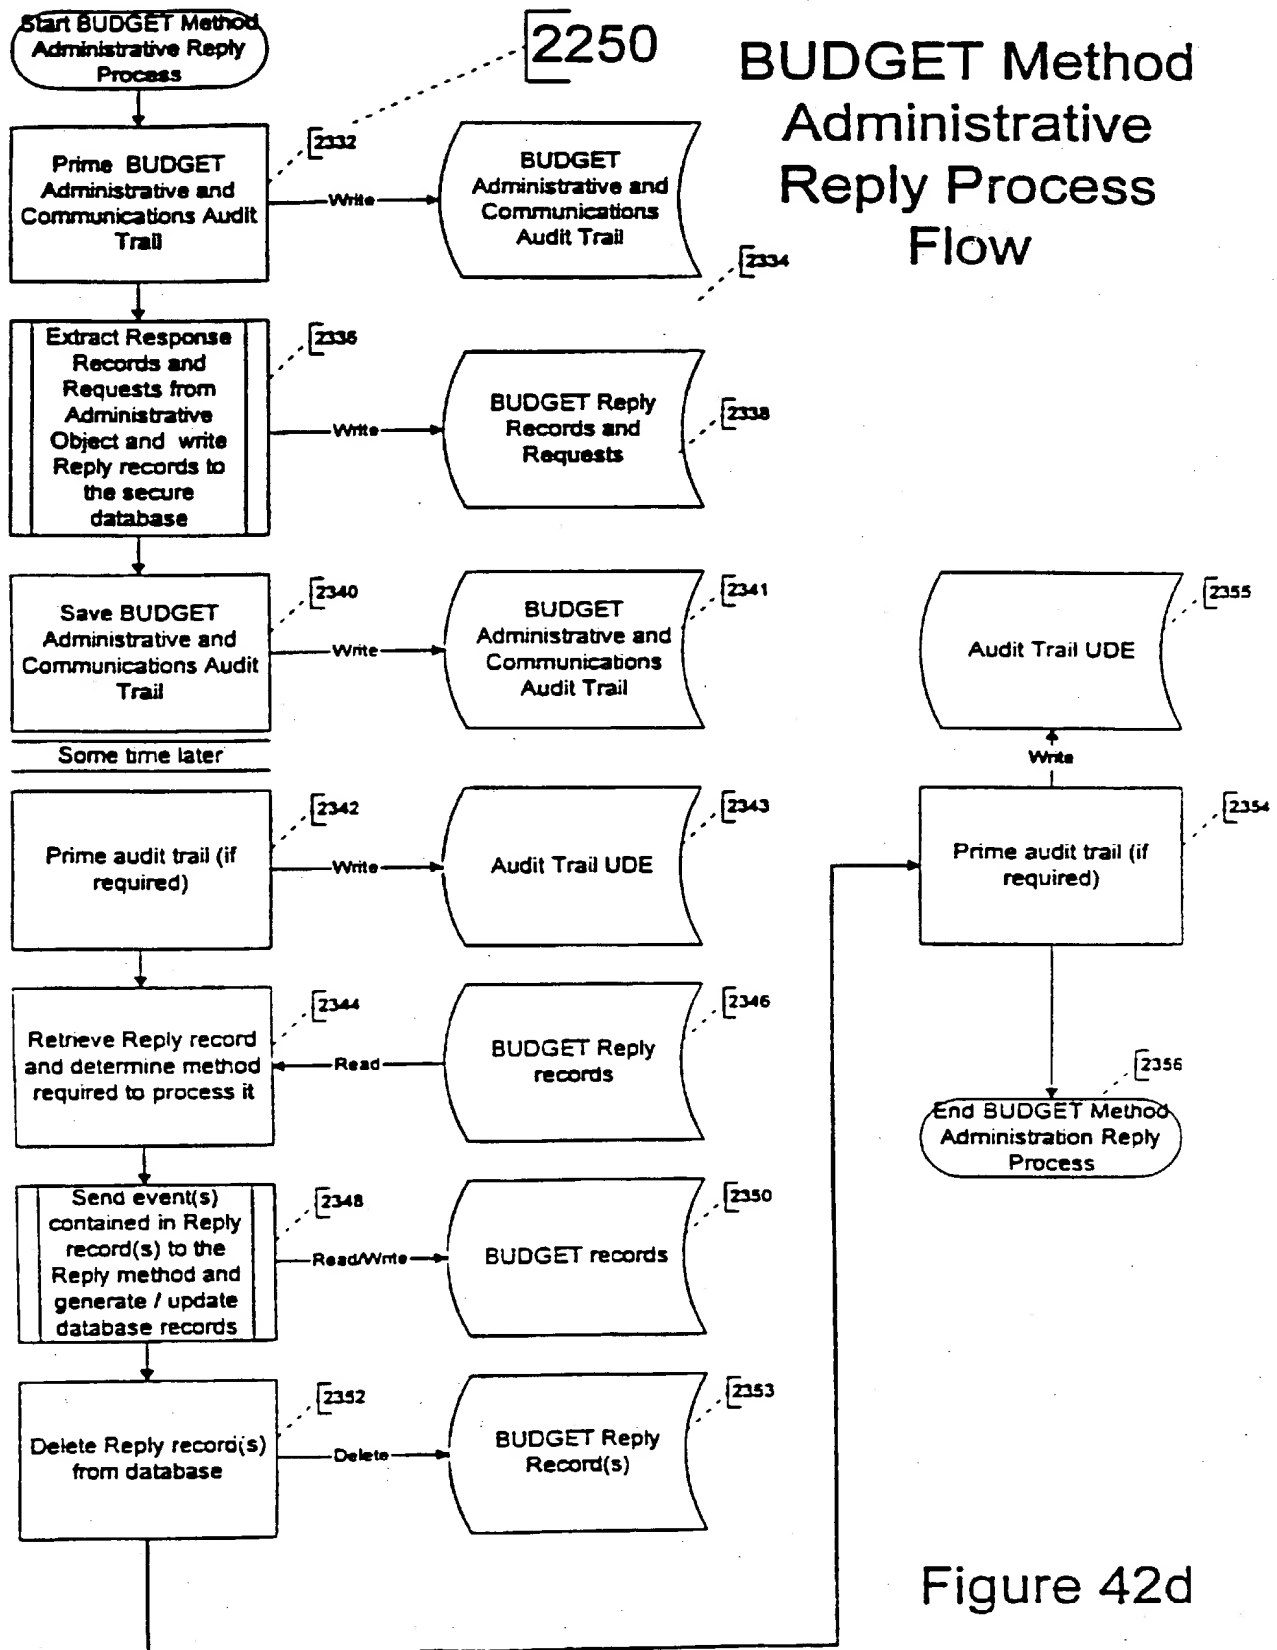 Start BUDGET Method
Administrative Reply
Process
2250
BUDGET Method
Administrative
Reply Process
Flow
Prime BUDGET
Administrative and
Communications Audit
Trail
2332
Write
BUDGET
Administrative and
Communications
Audit Trail
2334
Extract Response
Records and
Requests from
Administrative
Object and write
Reply records to
the secure
database
2336
Write
BUDGET Reply
Records and
Requests
2338
Save BUDGET
Administrative and
Communications Audit
Trail
2340
Write
BUDGET
Administrative and
Communications
Audit Trail
2341
Some time later
Prime audit trail (if
required)
2342
Write
Audit Trail UDE
2343
Retrieve Reply record
and determine method
required to process it
2344
Read
BUDGET Reply
records
2346
Send event(s)
contained in Reply
record(s) to the
Reply method and
generate / update
database records
2348
Read/Write
BUDGET records
2350
Delete Reply record(s)
from database
2352
Delete
BUDGET Reply
Record(s)
2353
Audit Trail UDE
2355
Write
Prime audit trail (if
required)
2354
2356
End BUDGET Method
Administration Reply
Process
Figure 42d